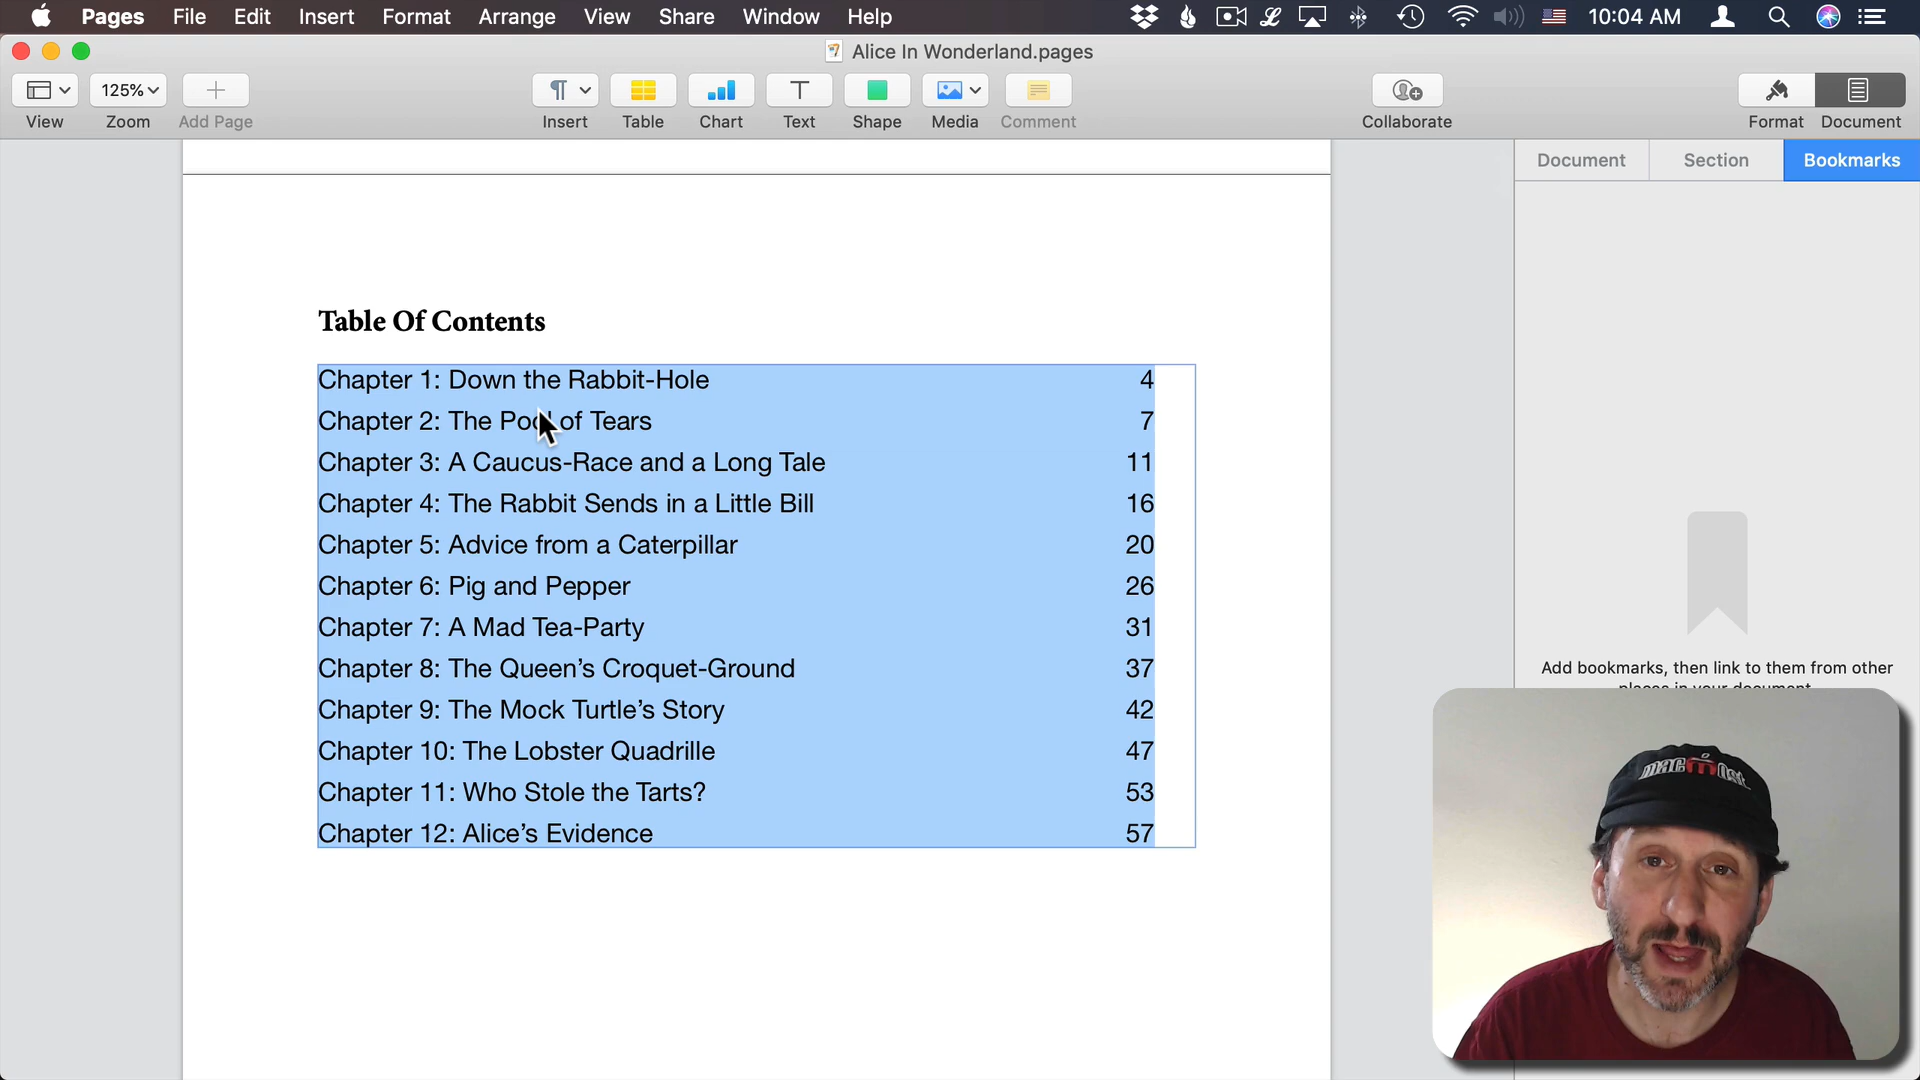 Pages File Edit Insert Format Arrange View Share Window Help 10:04 AM
Alice In Wonderland.pages
125%
View Zoom Add Page Insert Table Chart Text Shape Media Comment Collaborate Format Document
Document Section Bookmarks
Table Of Contents
Chapter 1: Down the Rabbit-Hole 4
Chapter 2: The Pool of Tears 7
Chapter 3: A Caucus-Race and a Long Tale 11
Chapter 4: The Rabbit Sends in a Little Bill 16
Chapter 5: Advice from a Caterpillar 20
Chapter 6: Pig and Pepper 26
Chapter 7: A Mad Tea-Party 31
Chapter 8: The Queen’s Croquet-Ground 37
Chapter 9: The Mock Turtle’s Story 42
Chapter 10: The Lobster Quadrille 47
Chapter 11: Who Stole the Tarts? 53
Chapter 12: Alice’s Evidence 57
Add bookmarks, then link to them from other
places in your document
macmost